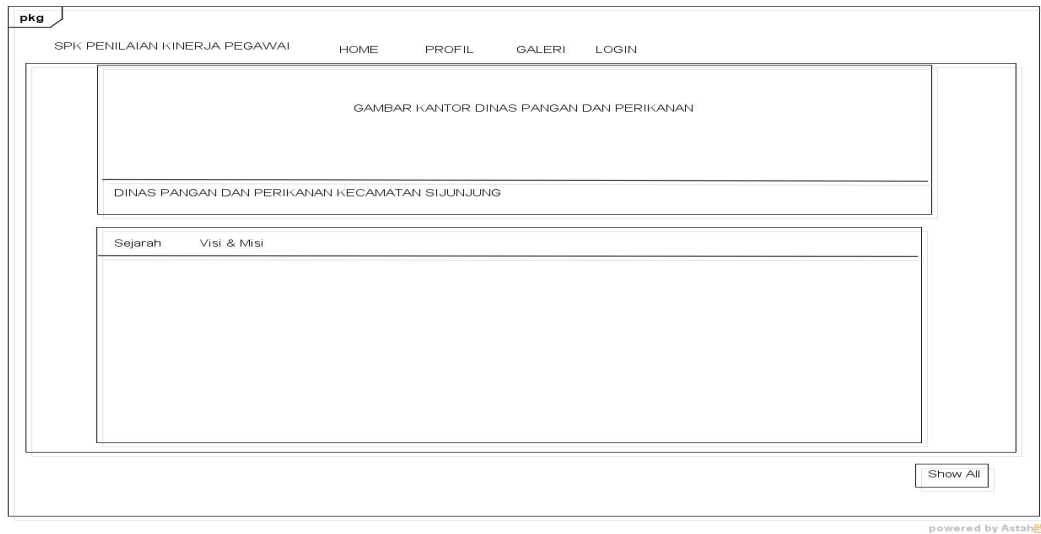 pkg
SPK PENILAIAN KINERJA PEGAWAI HOME PROFIL GALERI LOGIN
GAMBAR KANTOR DINAS PANGAN DAN PERIKANAN
DINAS PANGAN DAN PERIKANAN KECAMATAN SIJUNJUNG
Sejarah Visi & Misi
Show All
powered by Astah